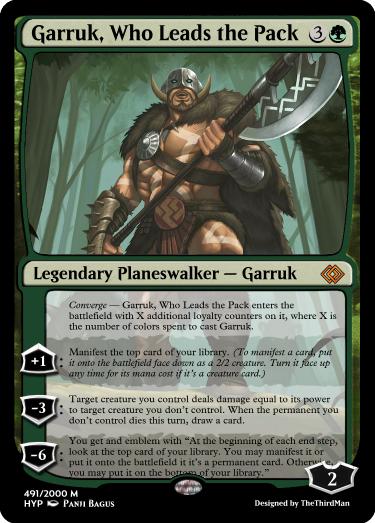 Garruk, Who Leads the Pack 3
Legendary Planeswalker — Garruk
Converge — Garruk, Who Leads the Pack enters the
battlefield with X additional loyalty counters on it, where X
is the number of colors spent to cast Garruk.
+1: Manifest the top card of your library. (To manifest a card, put
it onto the battlefield face down as a 2/2 creature. Turn it face up
any time for its mana cost if it's a creature card.)
-3: Target creature you control deals damage equal to its power
to target creature you don't control. When the permanent you
don't control dies this turn, draw a card.
-6: You get and emblem with "At the beginning of each end step,
look at the top card of your library. You may manifest it or
put it onto the battlefield if it's a permanent card. Otherwise,
you may put it on the bottom of your library."
2
491/2000 M
HYP Panji Bagus
Designed by TheThirdMan